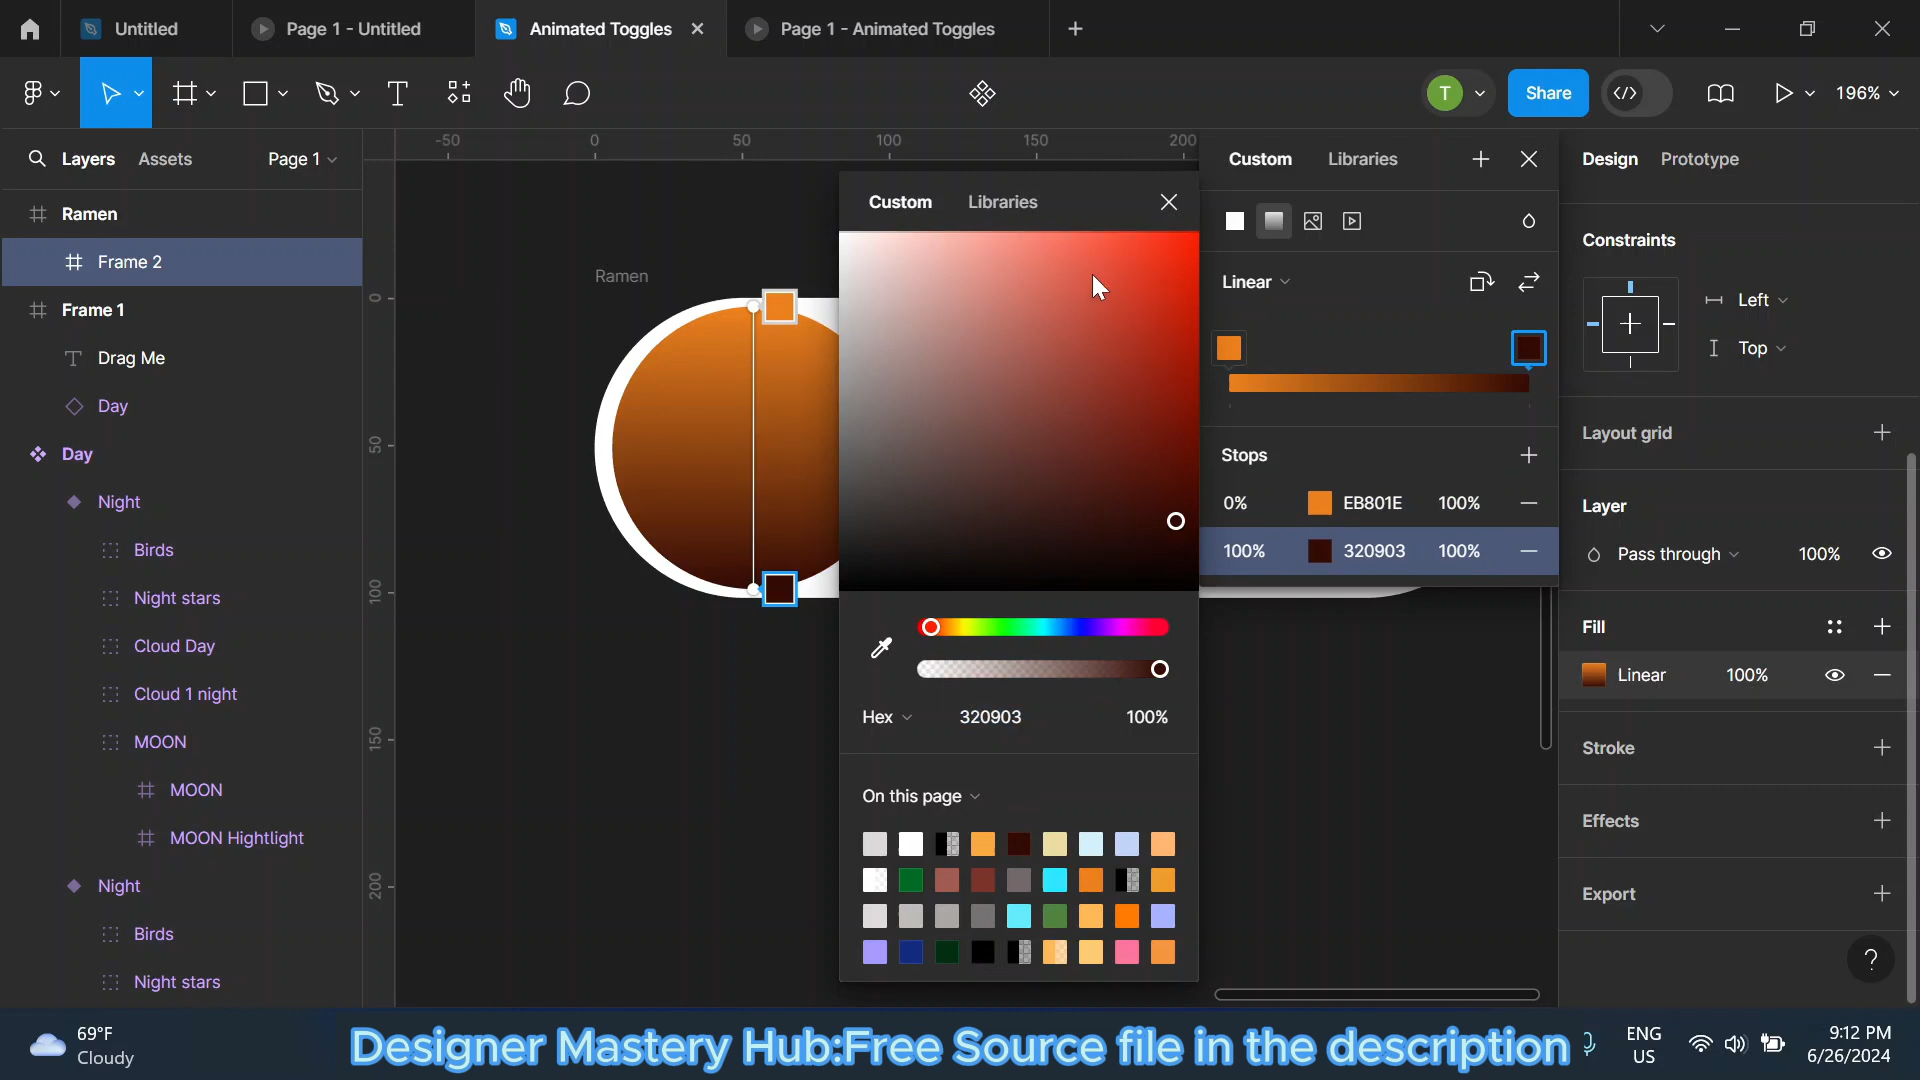 Untitled
Page 1 - Untitled
Animated Toggles
Page 1 - Animated Toggles
T
Share
196%
Layers
Assets
Page 1
Ramen
Frame 2
Frame 1
Drag Me
Day
Day
Night
Birds
Night stars
Cloud Day
Cloud 1 night
MOON
MOON
MOON Hightlight
Night
Birds
Night stars
-50
0
50
100
150
200
0
50
100
150
200
Ramen
Custom
Libraries
Hex
320903
100%
On this page
Custom
Libraries
Linear
Stops
0%
EB801E
100%
100%
320903
100%
Design
Prototype
Constraints
Left
Top
Layout grid
Layer
Pass through
100%
Fill
Linear
100%
Stroke
Effects
Export
?
69°F
Cloudy
Designer Mastery Hub:Free Source file in the description
ENG
US
9:12 PM
6/26/2024